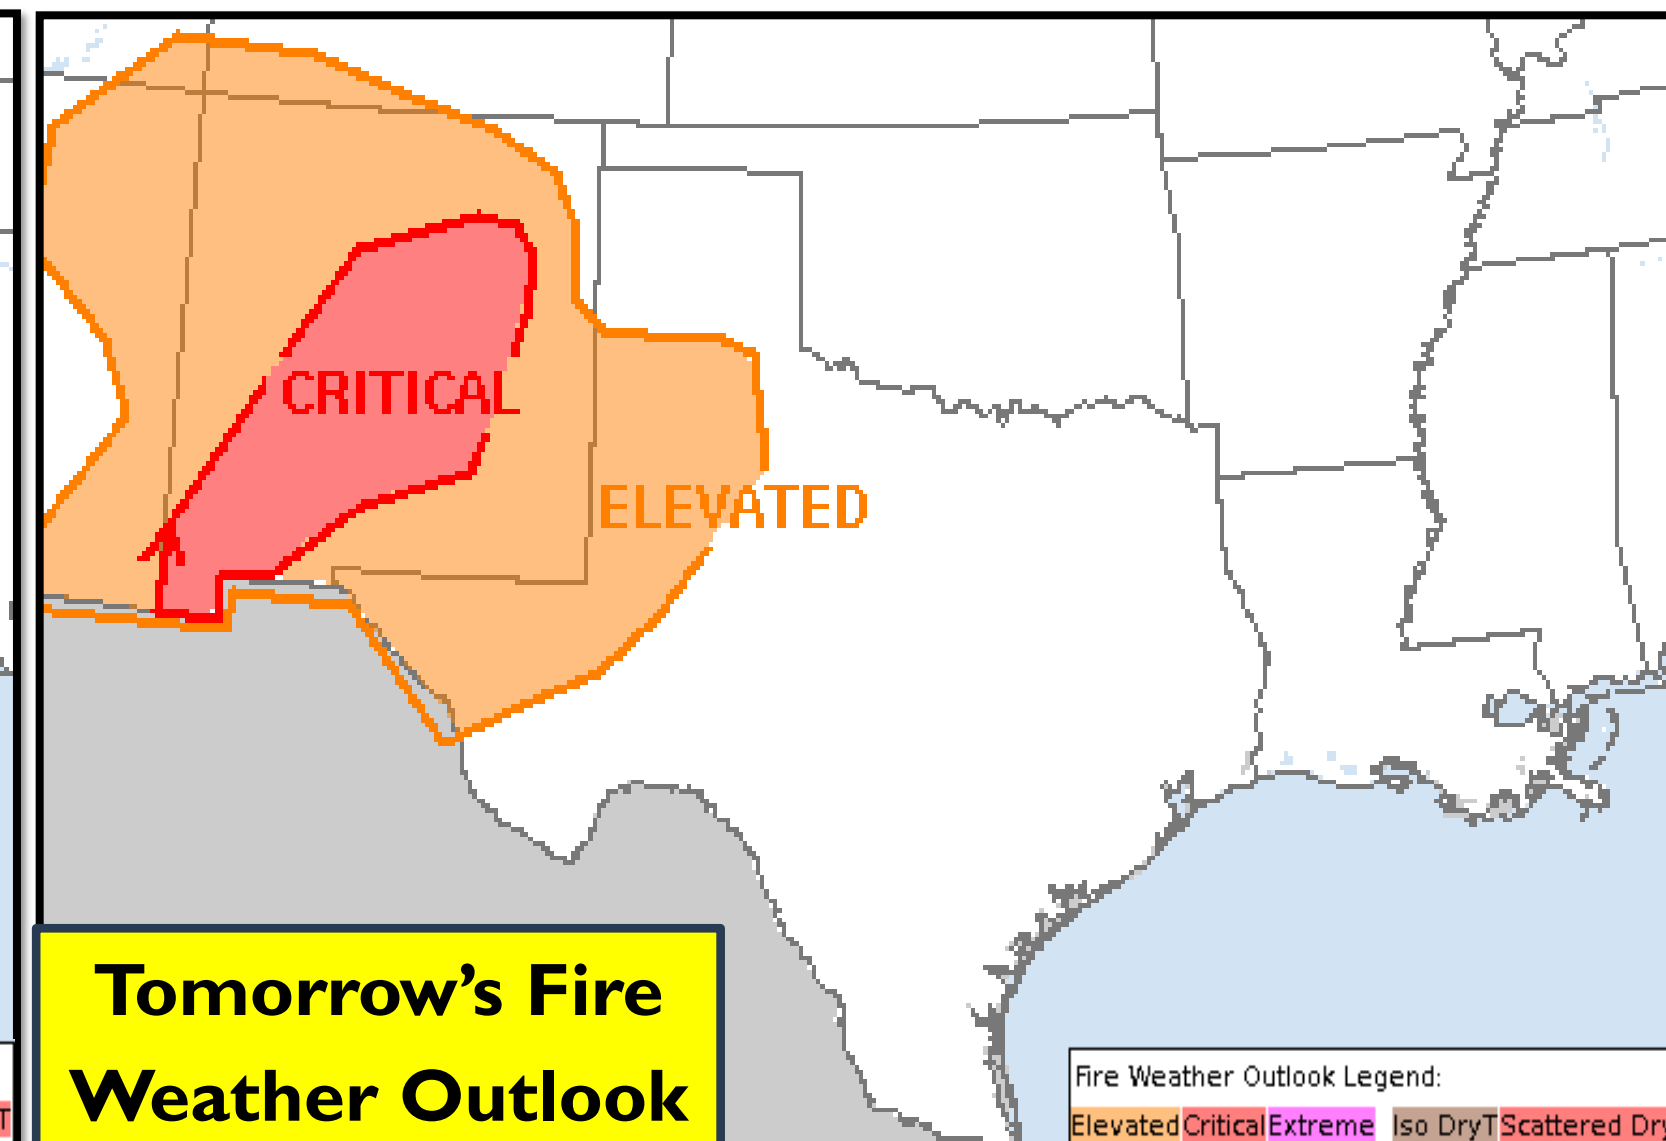 CRITICAL
ELEVATED
Tomorrow’s Fire
Weather Outlook
Fire Weather Outlook Legend:
Elevated Critical Extreme Iso DryT Scattered Dry
T